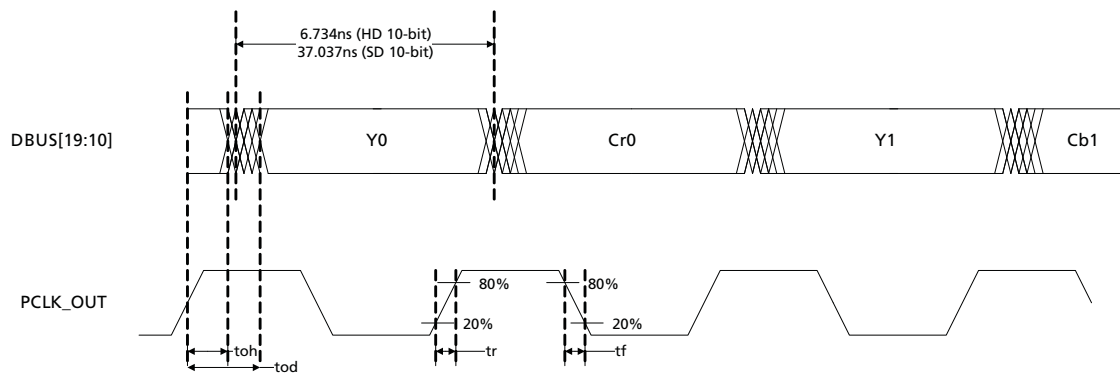 6.734ns (HD 10-bit)
37.037ns (SD 10-bit)
DBUS[19:10]
Y0
Cr0
Y1
Cb1
PCLK_OUT
80%
80%
20%
20%
toh
tr
tf
tod